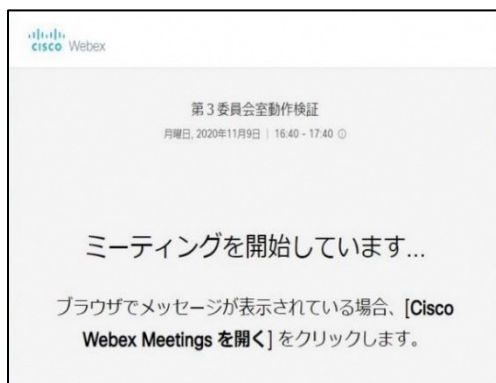 CISCO Webex
第3委員会室動作検証
月曜日, 2020年11月9日 | 16:40 - 17:40
ミーティングを開始しています...
ブラウザでメッセージが表示されている場合、[Cisco
Webex Meetings を開く] をクリックします。